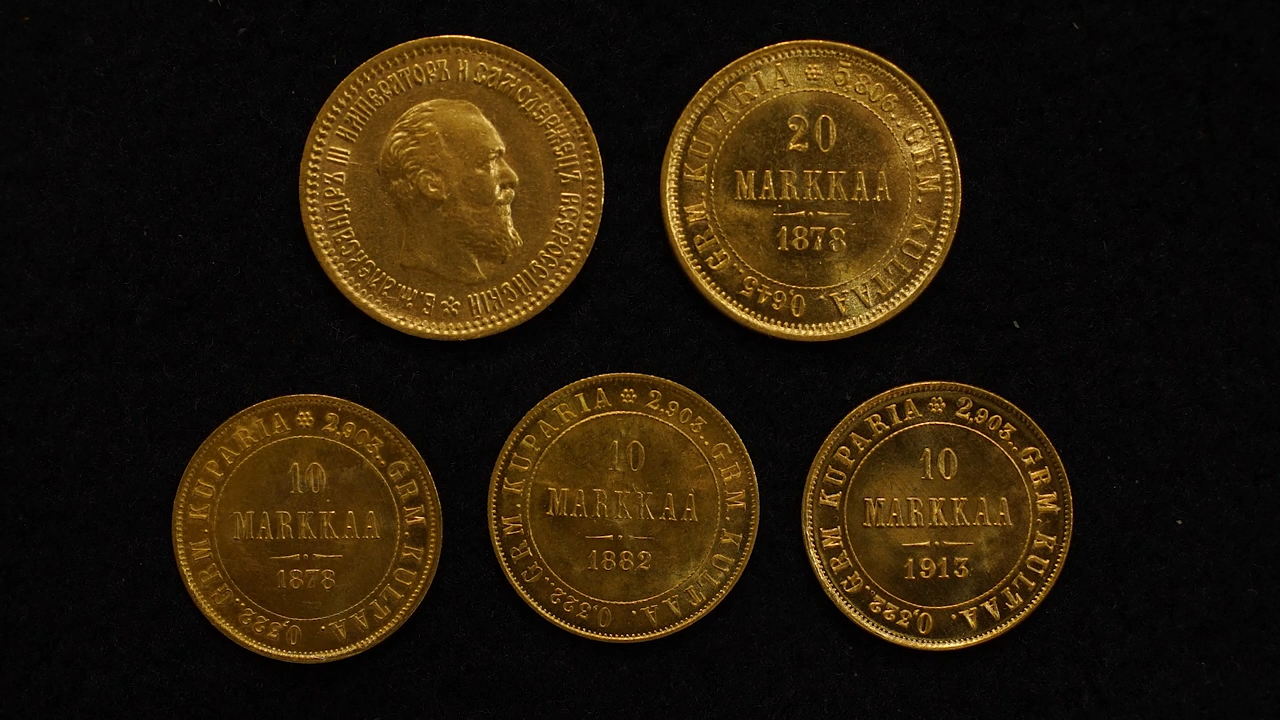 Б.М.АЛЕКСАНДРЪ III ИМПЕРАТОРЪ И САМОДЕРЖЕЦЪ ВСЕРОССІЙСКІЙ
0,645. GRM. KUPARIA * 5.806. GRM. KULTAA.
20
MARKKAA
1878
0,322. GRM. KUPARIA * 2.903. GRM. KULTAA.
10
MARKKAA
1878
0,322. GRM. KUPARIA * 2.903. GRM. KULTAA.
10
MARKKAA
1882
0,322. GRM KUPARIA * 2,903. GRM. KULTAA.
10
MARKKAA
1913